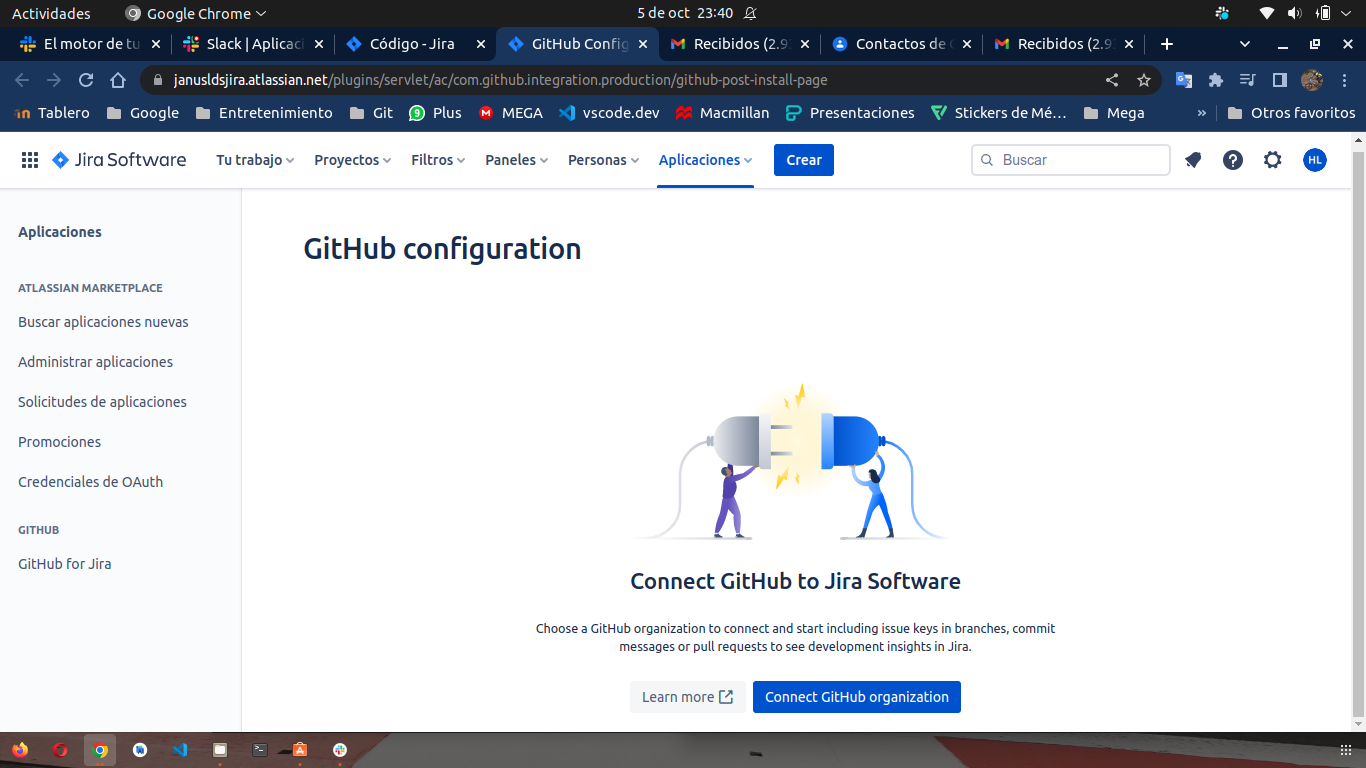 Actividades
Google Chrome
5 de oct 23:40
El motor de tu
Slack | Aplicaci
Código - Jira
GitHub Config
Recibidos (2.9
Contactos de
Recibidos (2.9
janusldsjira.atlassian.net/plugins/servlet/ac/com.github.integration.production/github-post-install-page
Tablero
Google
Entretenimiento
Git
Plus
MEGA
vscode.dev
Macmillan
Presentaciones
Stickers de Mé…
Mega
»
Otros favoritos
Jira Software
Tu trabajo
Proyectos
Filtros
Paneles
Personas
Aplicaciones
Crear
Buscar
HL
Aplicaciones
ATLASSIAN MARKETPLACE
Buscar aplicaciones nuevas
Administrar aplicaciones
Solicitudes de aplicaciones
Promociones
Credenciales de OAuth
GITHUB
GitHub for Jira
GitHub configuration
Connect GitHub to Jira Software
Choose a GitHub organization to connect and start including issue keys in branches, commit
messages or pull requests to see development insights in Jira.
Learn more
Connect GitHub organization